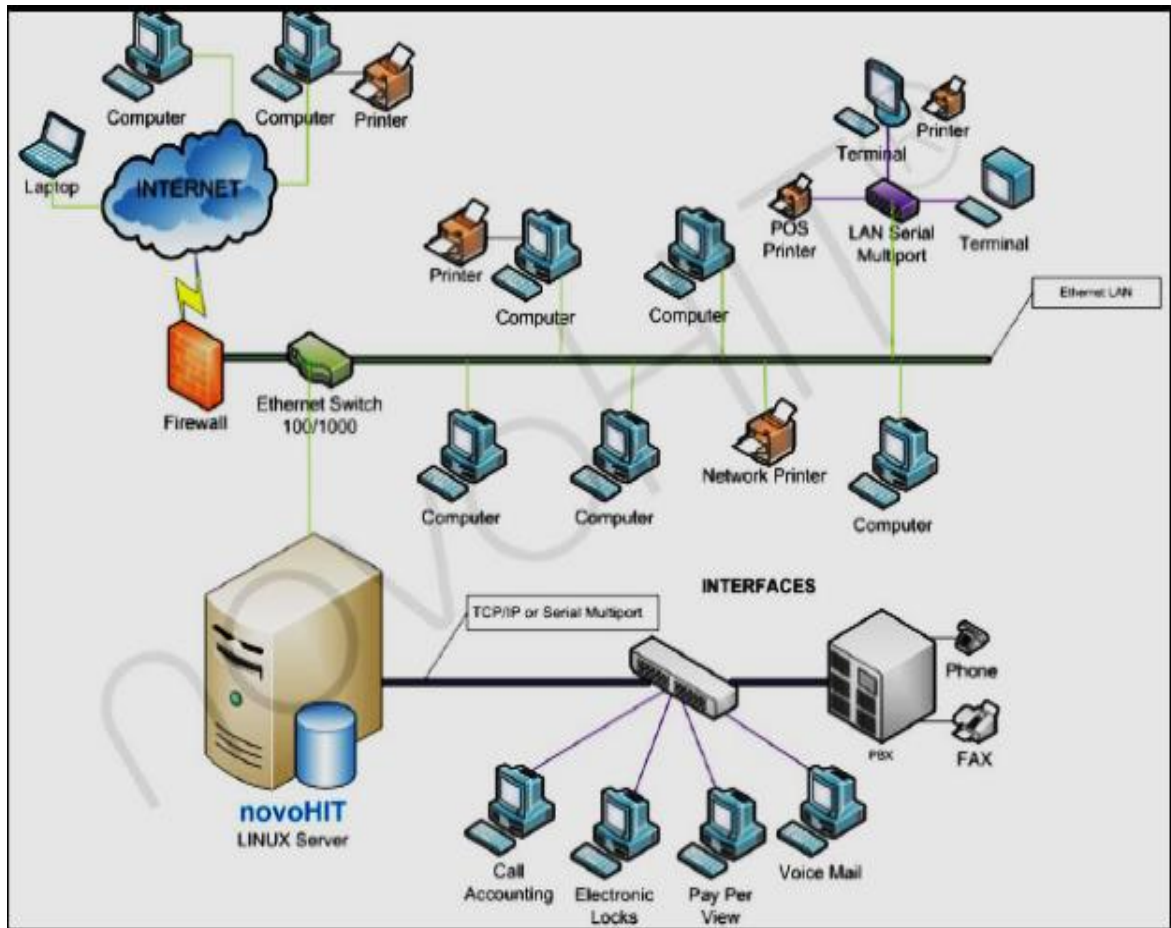 Computer
Computer
Printer
Laptop
INTERNET
Printer
Terminal
POS
Printer
LAN Serial
Multiport
Terminal
Printer
Computer
Computer
Ethernet LAN
Firewall
Ethernet Switch
100/1000
Computer
Computer
Network Printer
Computer
INTERFACES
TCP/IP or Serial Multiport
Phone
PBX
FAX
novoHIT
LINUX Server
Call
Accounting
Electronic
Locks
Pay Per
View
Voice Mail
novoHIT®